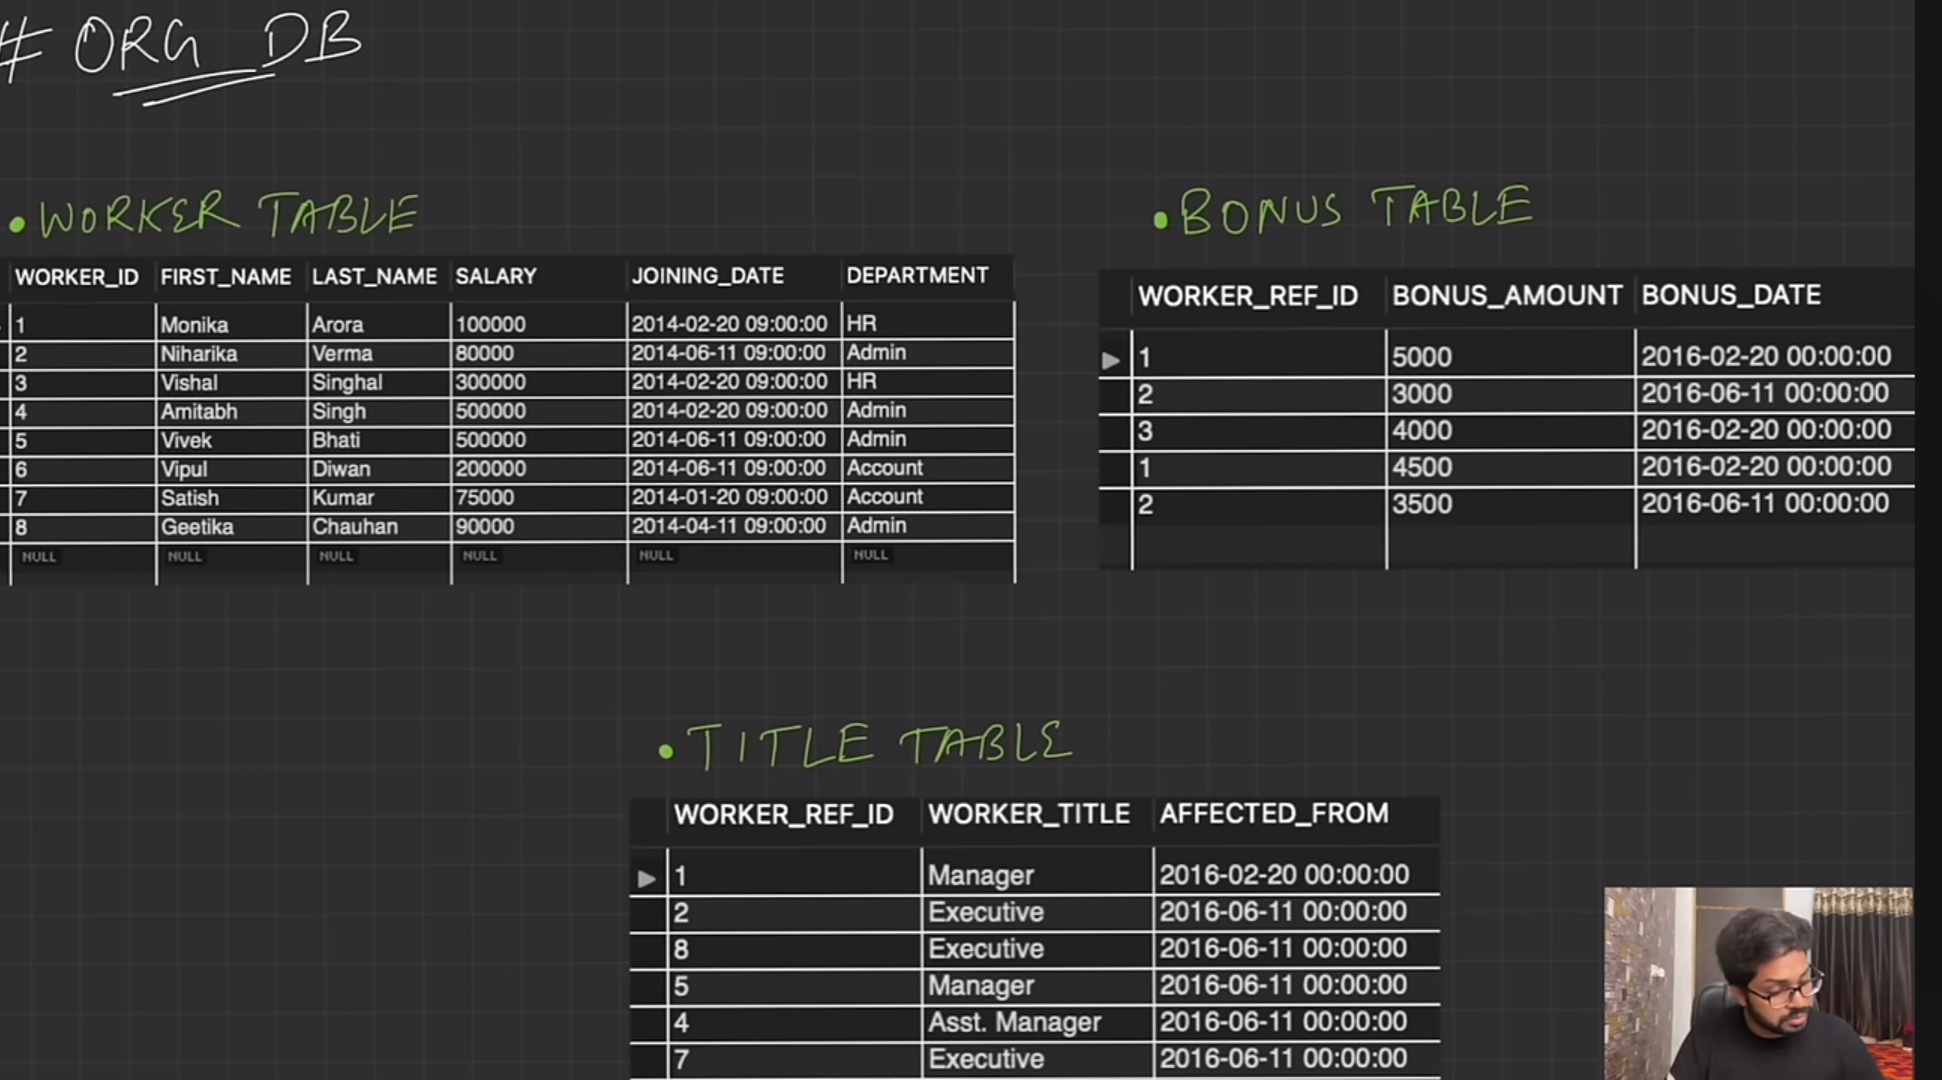 # ORG DB
• WORKER TABLE
WORKER_ID FIRST_NAME LAST_NAME SALARY JOINING_DATE DEPARTMENT
1 Monika Arora 100000 2014-02-20 09:00:00 HR
2 Niharika Verma 80000 2014-06-11 09:00:00 Admin
3 Vishal Singhal 300000 2014-02-20 09:00:00 HR
4 Amitabh Singh 500000 2014-02-20 09:00:00 Admin
5 Vivek Bhati 500000 2014-06-11 09:00:00 Admin
6 Vipul Diwan 200000 2014-06-11 09:00:00 Account
7 Satish Kumar 75000 2014-01-20 09:00:00 Account
8 Geetika Chauhan 90000 2014-04-11 09:00:00 Admin
NULL NULL NULL NULL NULL NULL
• BONUS TABLE
WORKER_REF_ID BONUS_AMOUNT BONUS_DATE
1 5000 2016-02-20 00:00:00
2 3000 2016-06-11 00:00:00
3 4000 2016-02-20 00:00:00
1 4500 2016-02-20 00:00:00
2 3500 2016-06-11 00:00:00
• TITLE TABLE
WORKER_REF_ID WORKER_TITLE AFFECTED_FROM
1 Manager 2016-02-20 00:00:00
2 Executive 2016-06-11 00:00:00
8 Executive 2016-06-11 00:00:00
5 Manager 2016-06-11 00:00:00
4 Asst. Manager 2016-06-11 00:00:00
7 Executive 2016-06-11 00:00:00